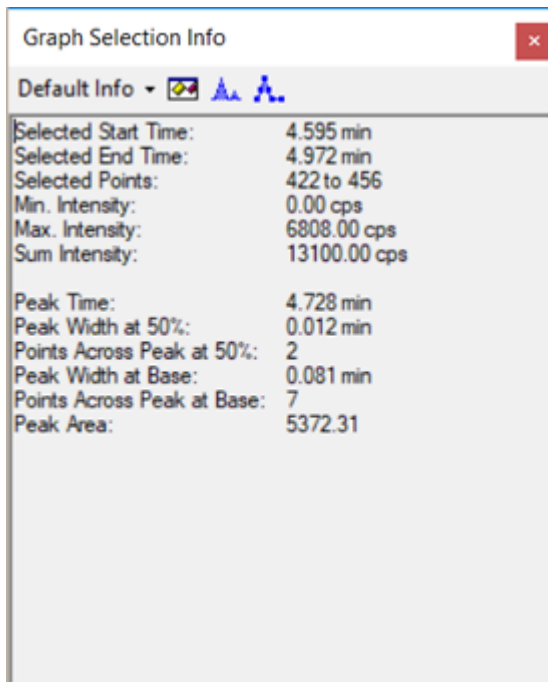 Graph Selection Info
Default Info
Selected Start Time: 4.595 min
Selected End Time: 4.972 min
Selected Points: 422 to 456
Min. Intensity: 0.00 cps
Max. Intensity: 6808.00 cps
Sum Intensity: 13100.00 cps
Peak Time: 4.728 min
Peak Width at 50%: 0.012 min
Points Across Peak at 50%: 2
Peak Width at Base: 0.081 min
Points Across Peak at Base: 7
Peak Area: 5372.31